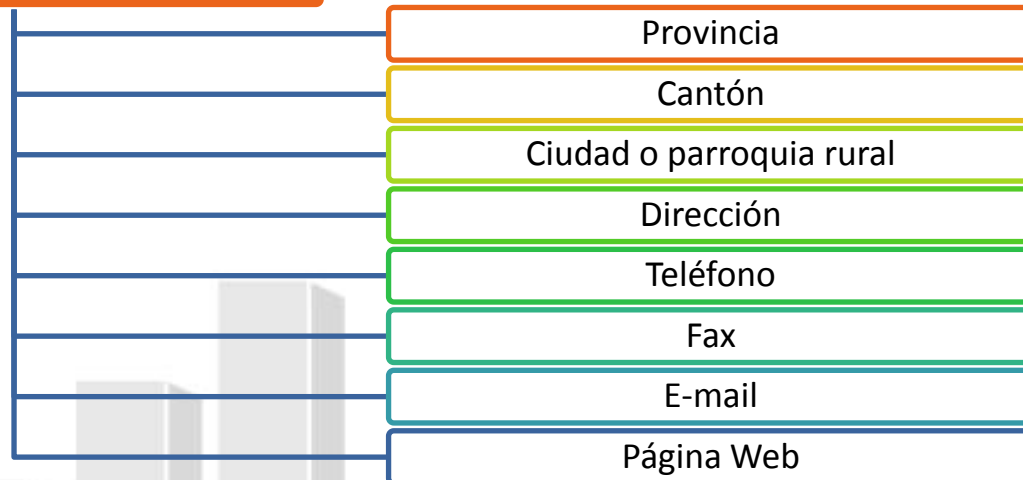 Provincia
Cantón
Ciudad o parroquia rural
Dirección
Teléfono
Fax
E-mail
Página Web